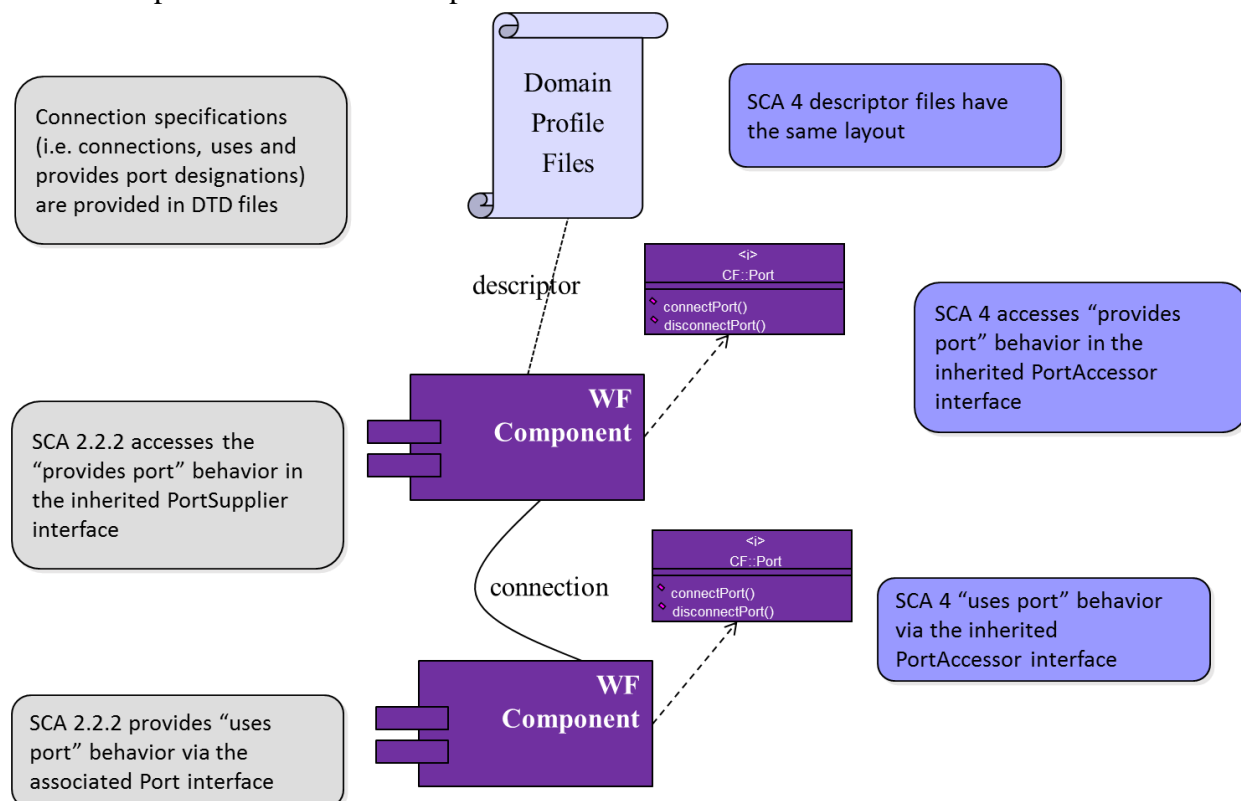 Domain
Profile
Files
Connection specifications
(i.e. connections, uses and
provides port designations)
are provided in DTD files
SCA 4 descriptor files have
the same layout
descriptor
<i>
CF::Port
connectPort()
disconnectPort()
SCA 4 accesses “provides
port” behavior in the
inherited PortAccessor
interface
WF
Component
SCA 2.2.2 accesses the
“provides port” behavior in
the inherited PortSupplier
interface
connection
<i>
CF::Port
connectPort()
disconnectPort()
SCA 4 “uses port” behavior
via the inherited
PortAccessor interface
WF
Component
SCA 2.2.2 provides “uses
port” behavior via the
associated Port interface